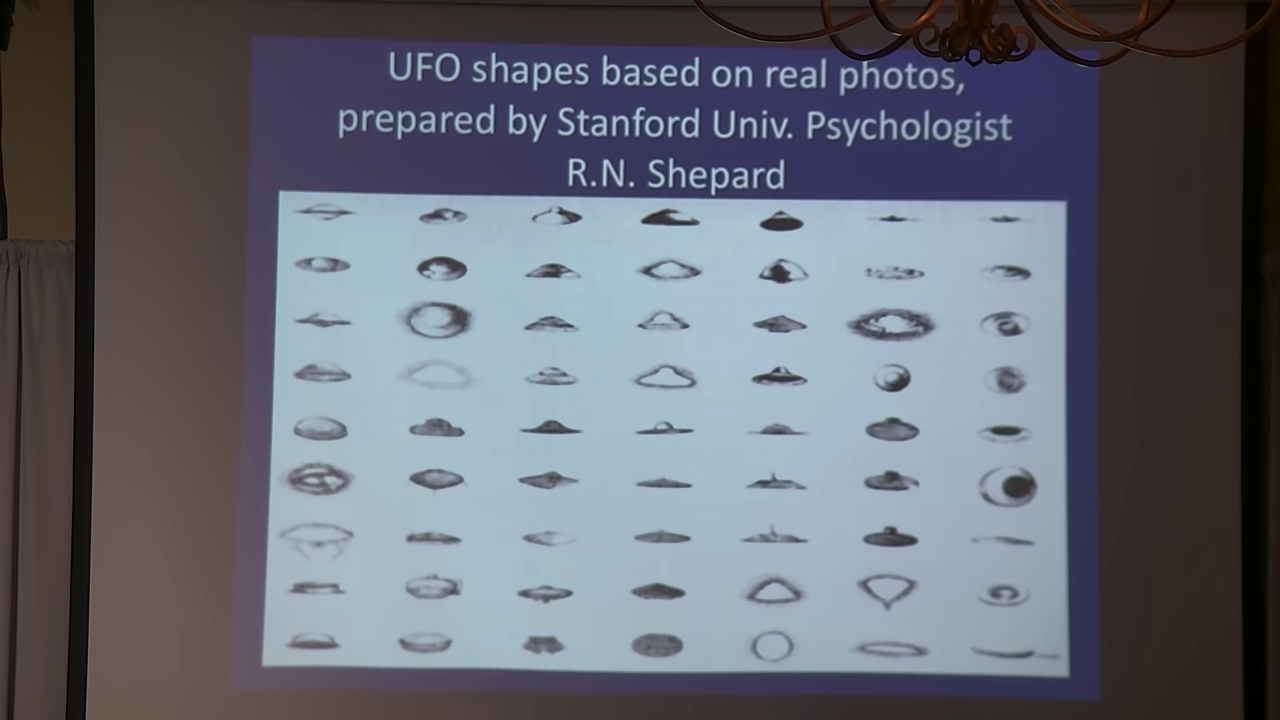 UFO shapes based on real photos,
prepared by Stanford Univ. Psychologist
R.N. Shepard